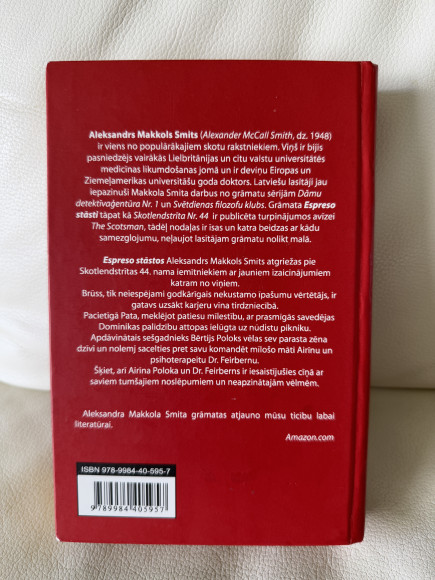 Aleksandrs Makkols Smits (Alexander McCall Smith, dz. 1948)
ir viens no populārākajiem skotu rakstniekiem. Viņš ir bijis
pasniedzējs vairākās Lielbritānijas un citu valstu universitātēs
medicīnas likumdošanas jomā un ir deviņu Eiropas un
Ziemeļamerikas universitāšu goda doktors. Latviešu lasītāji jau
iepazinuši Makkola Smita darbus no grāmatu sērijām Dāmu
detektīvaģentūra Nr. 1 un Svētdienas filozofu klubs. Grāmata Espreso
stāsti tāpat kā Skotlendstrīta Nr. 44 ir publicēta turpinājumos avīzei
The Scotsman, tādēļ nodaļas ir īsas un katra beidzas ar kādu
samezglojumu, neļaujot lasītājam grāmatu nolikt malā.
Espreso stāstos Aleksandrs Makkols Smits atgriežas pie
Skotlendstrītas 44. nama iemītniekiem ar jauniem izaicinājumiem
katram no viņiem.
Brūss, tik neiespējami godkārīgais nekustamo īpašumu vērtētājs, ir
gatavs uzsākt karjeru vīna tirdzniecībā.
Pacietīgā Pata, meklējot patiesu mīlestību, ar prasmīgās savedējas
Dominikas palīdzību attopas ielūgta uz nūdistu pikniku.
Apdāvinātais sešgadnieks Bērtijs Poloks vēlas sev parasta zēna
dzīvi un nolemj sacelties pret savu komandēt mīlošo māti Airīnu un
psihoterapeitu Dr. Feirbernu.
Šķiet, arī Airīna Poloka un Dr. Feirberns ir iesaistījušies cīņā ar
saviem tumšajiem noslēpumiem un neapzinātajām vēlmēm.
Aleksandra Makkola Smita grāmatas atjauno mūsu ticību labai
literatūrai.
Amazon.com
ISBN 978-9984-40-595-7
9 789984 405957